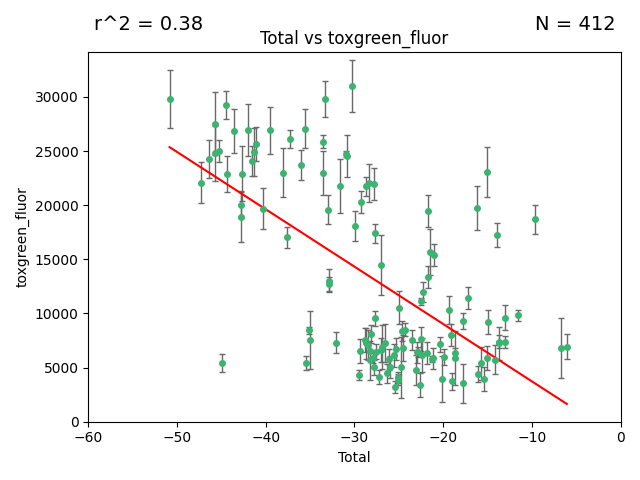 r^2 = 0.38
N = 412
Total vs toxgreen_fluor
30000
25000
20000
15000
10000
5000
0
toxgreen_fluor
−60
−50
−40
−30
−20
−10
0
Total